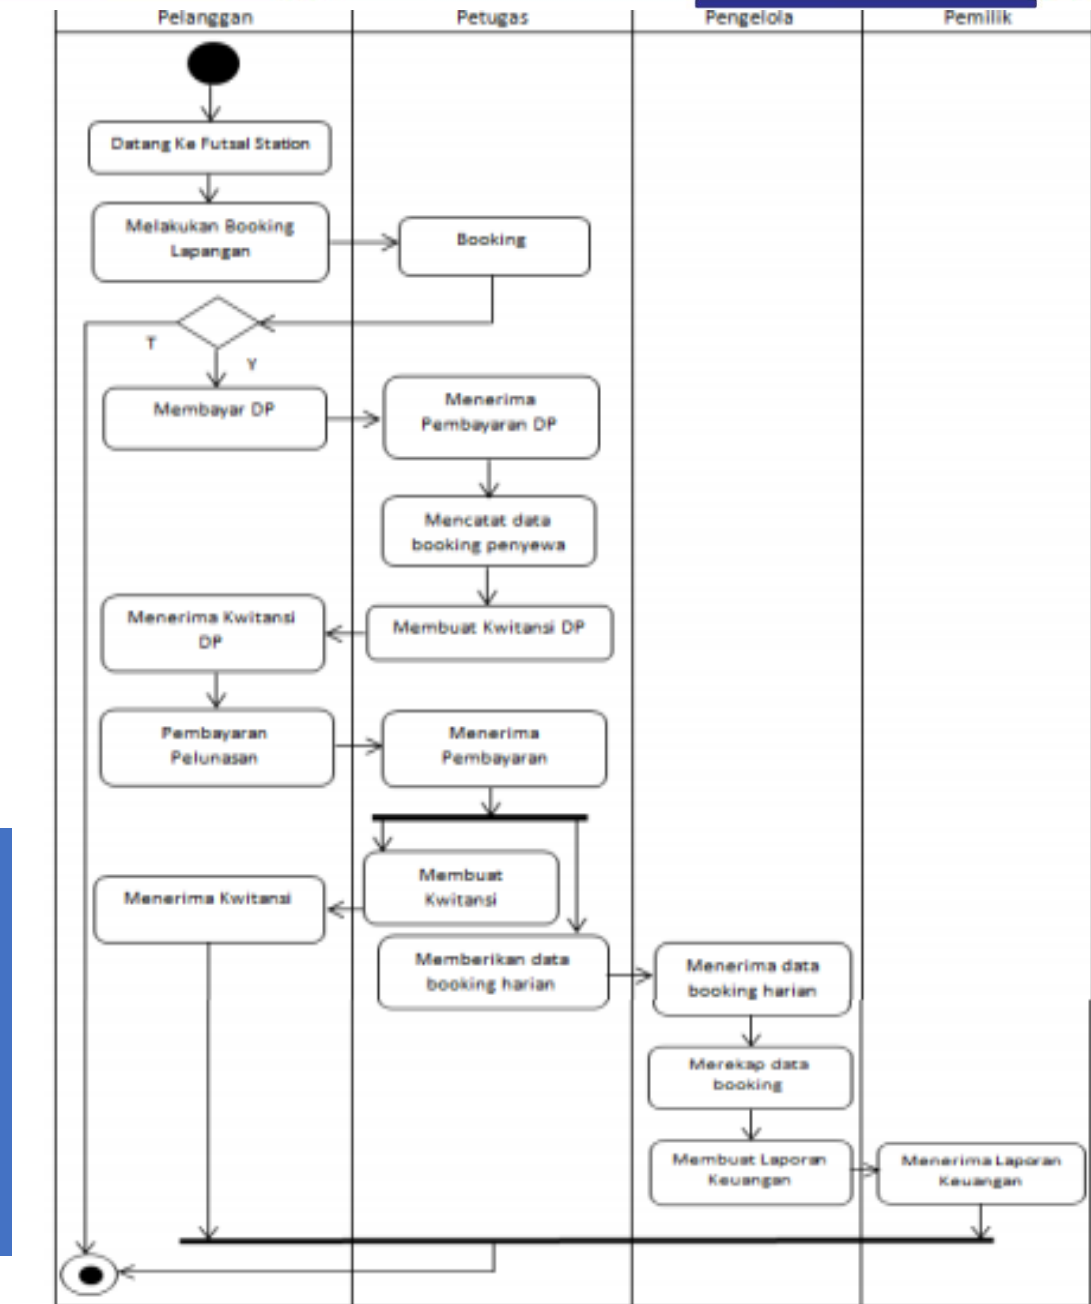 Pelanggan
Petugas
Pengelola
Pemilik
Datang Ke Futsal Station
Melakukan Booking
Lapangan
Booking
T
Y
Membayar DP
Menerima
Pembayaran DP
Mencatat data
booking penyewa
Membuat Kwitansi DP
Menerima Kwitansi
DP
Pembayaran
Pelunasan
Menerima
Pembayaran
Membuat
Kwitansi
Menerima Kwitansi
Memberikan data
booking harian
Menerima data
booking harian
Merekap data
booking
Membuat Laporan
Keuangan
Menerima Laporan
Keuangan